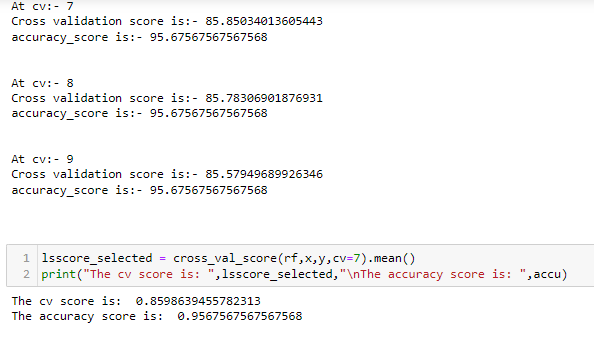 At cv:- 7
Cross validation score is:- 85.85034013605443
accuracy_score is:- 95.67567567567568
At cv:- 8
Cross validation score is:- 85.78306901876931
accuracy_score is:- 95.67567567567568
At cv:- 9
Cross validation score is:- 85.57949689926346
accuracy_score is:- 95.67567567567568
1 lsscore_selected = cross_val_score(rf,x,y,cv=7).mean()
2 print("The cv score is: ",lsscore_selected,"\nThe accuracy score is: ",accu)
The cv score is:  0.8598639455782313
The accuracy score is:  0.9567567567567568